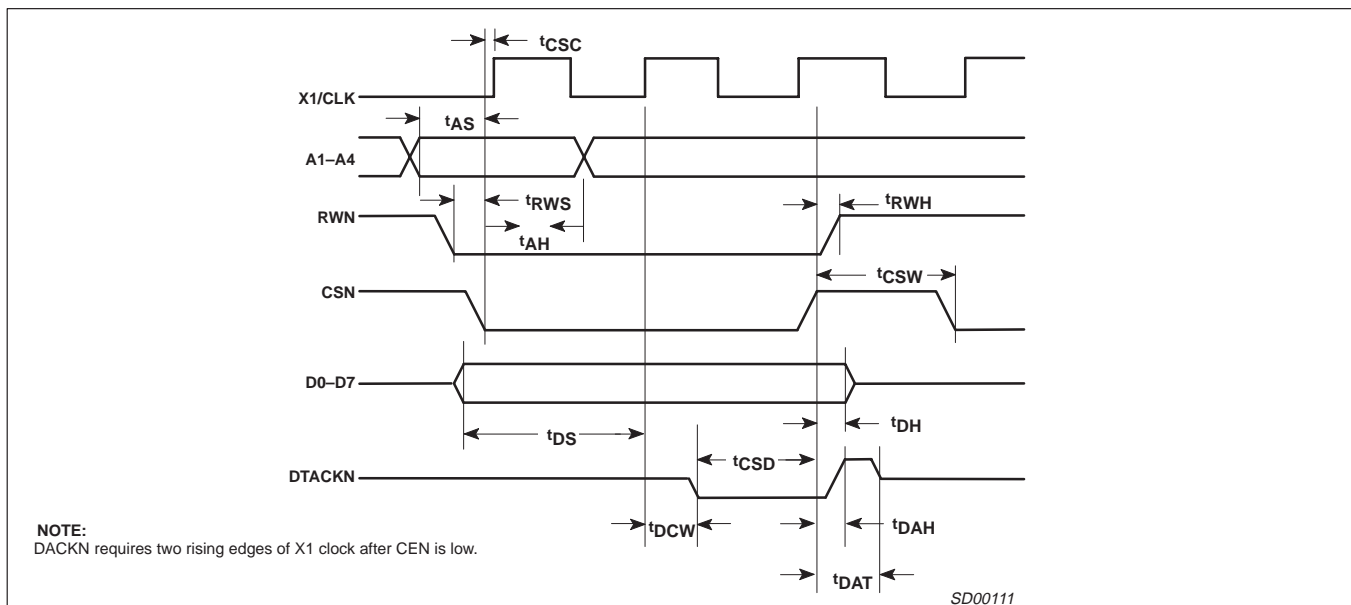 tCSC
X1/CLK
tAS
A1–A4
tRWS
tRWH
RWN
tAH
tCSW
CSN
D0–D7
tDH
tDS
tCSD
DTACKN
tDCW
tDAH
NOTE:
DACKN requires two rising edges of X1 clock after CEN is low.
tDAT
SD00111